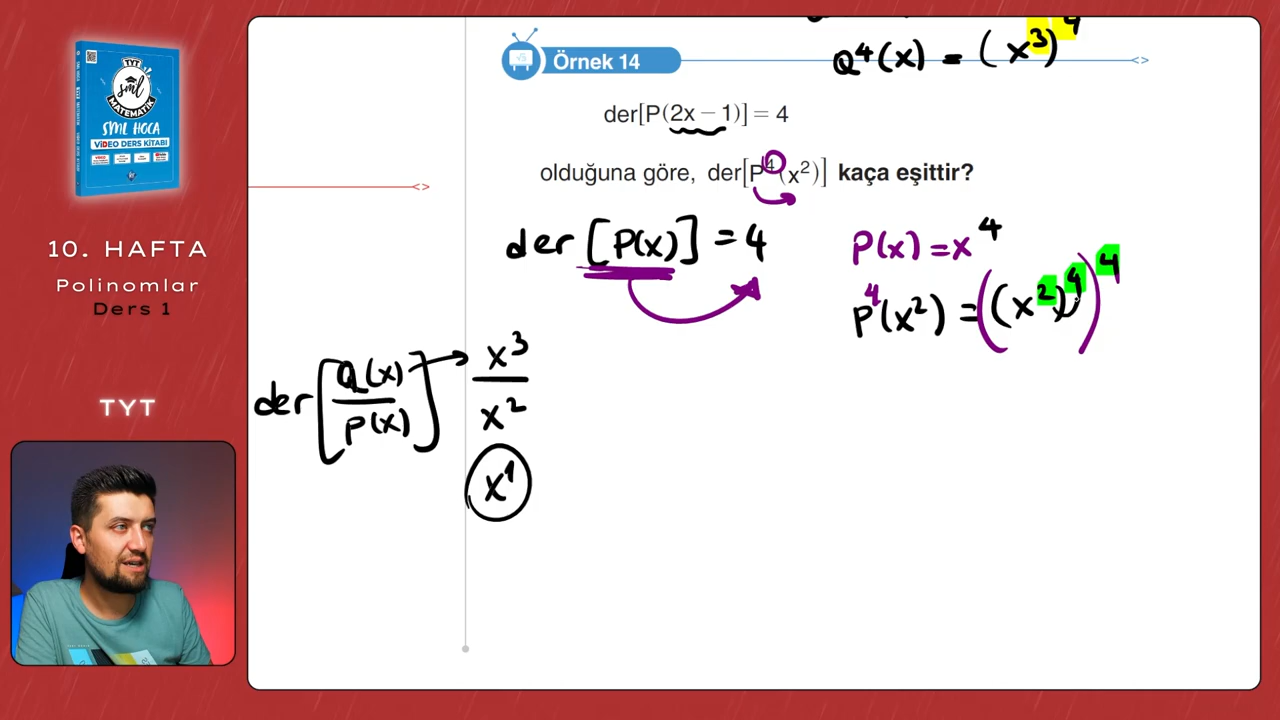 TYT
sml
MATEMATİK
SML HOCA
VİDEO DERS KİTABI
10. HAFTA
Polinomlar
Ders 1
TYT
Q⁴(x) = (x³)⁴
Örnek 14
der[P(2x − 1)] = 4
olduğuna göre, der[P⁴(x²)] kaça eşittir?
der [P(x)] = 4
P(x) = x⁴
P⁴(x²) = ((x²)⁴)⁴
der [Q(x)/P(x)] → x³/x²
x¹